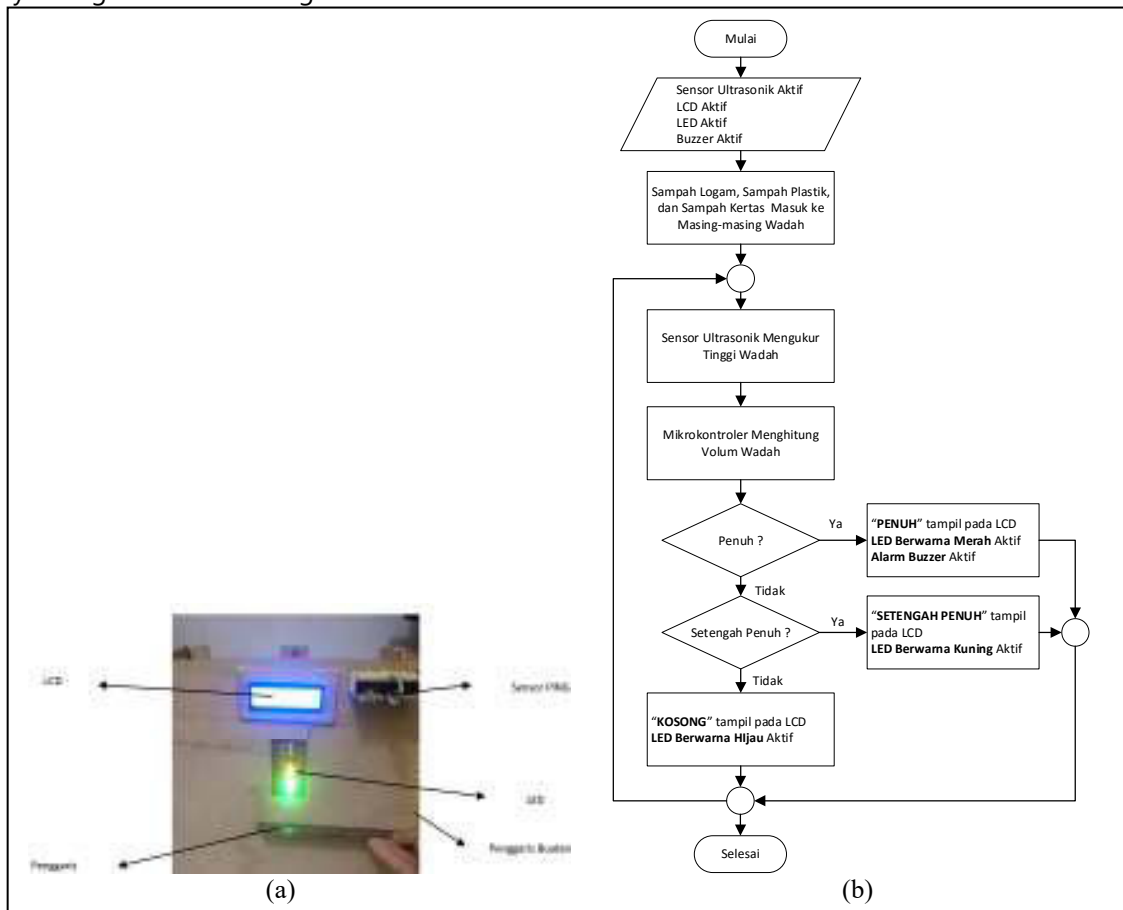 LCD
Sensor PING
LED
Penggaris
Penggaris Buatan
(a)
Mulai
Sensor Ultrasonik Aktif
LCD Aktif
LED Aktif
Buzzer Aktif
Sampah Logam, Sampah Plastik,
dan Sampah Kertas Masuk ke
Masing-masing Wadah
Sensor Ultrasonik Mengukur
Tinggi Wadah
Mikrokontroler Menghitung
Volum Wadah
Penuh ?
Ya
“PENUH” tampil pada LCD
LED Berwarna Merah Aktif
Alarm Buzzer Aktif
Tidak
Setengah Penuh ?
Ya
“SETENGAH PENUH” tampil
pada LCD
LED Berwarna Kuning Aktif
Tidak
“KOSONG” tampil pada LCD
LED Berwarna HIjau Aktif
Selesai
(b)